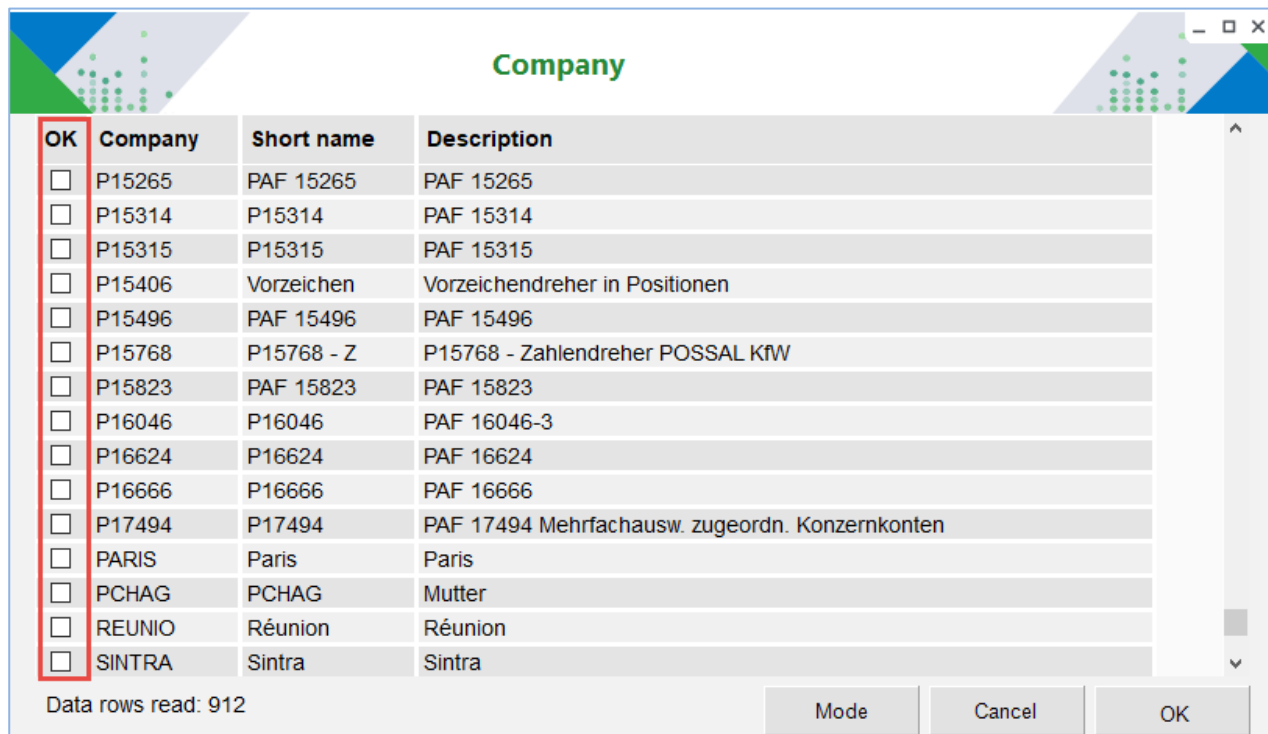 Company
OK Company Short name Description
P15265 PAF 15265 PAF 15265
P15314 P15314 PAF 15314
P15315 P15315 PAF 15315
P15406 Vorzeichen Vorzeichendreher in Positionen
P15496 PAF 15496 PAF 15496
P15768 P15768 - Z P15768 - Zahlendreher POSSAL KfW
P15823 PAF 15823 PAF 15823
P16046 P16046 PAF 16046-3
P16624 P16624 PAF 16624
P16666 P16666 PAF 16666
P17494 P17494 PAF 17494 Mehrfachausw. zugeordn. Konzernkonten
PARIS Paris Paris
PCHAG PCHAG Mutter
REUNIO Réunion Réunion
SINTRA Sintra Sintra
Data rows read: 912 Mode Cancel OK